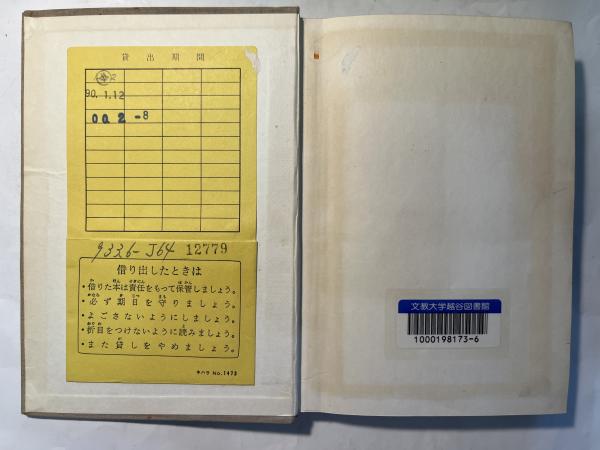 貸出期間
90.1.12
00.2-8
9336-J64 12779
借り出したときは
・借りた本は責任をもって保管しましょう。
・必ず期日を守りましょう。
・よごさないようにしましょう。
・折目をつけないように読みましょう。
・また貸しをやめましょう。
キハラ No.1473
文教大学越谷図書館
1000198173-6